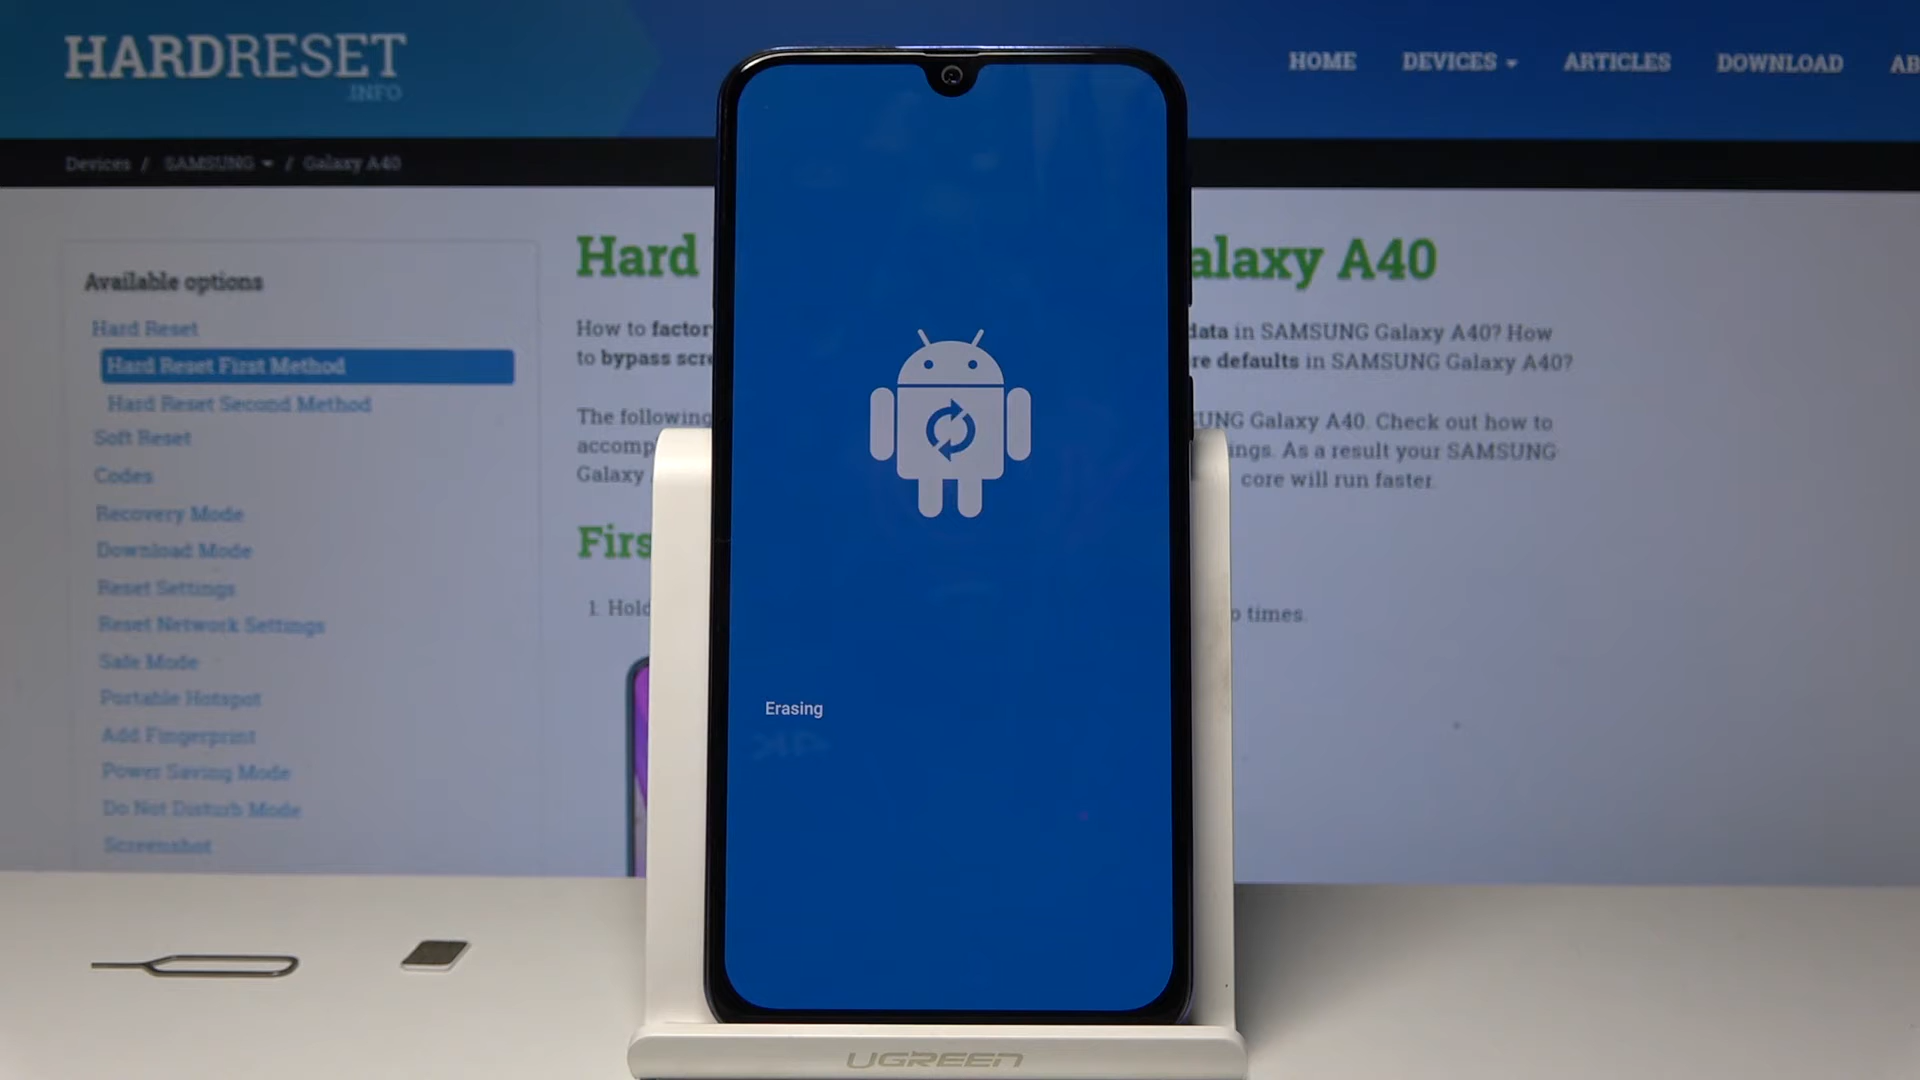 HARDRESET
.INFO
HOME DEVICES ARTICLES DOWNLOAD AB
Devices / SAMSUNG / Galaxy A40
Available options
Hard Reset
Hard Reset First Method
Hard Reset Second Method
Soft Reset
Codes
Recovery Mode
Download Mode
Reset Settings
Reset Network Settings
Safe Mode
Portable Hotspot
Add Fingerprint
Power Saving Mode
Do Not Disturb Mode
Screenshot
Hard alaxy A40
How to factor data in SAMSUNG Galaxy A40? How
to bypass scre re defaults in SAMSUNG Galaxy A40?
The following UNG Galaxy A40. Check out how to
accomp ings. As a result your SAMSUNG
Galaxy core will run faster.
Firs
1. Hold o times.
Erasing
UGREEN